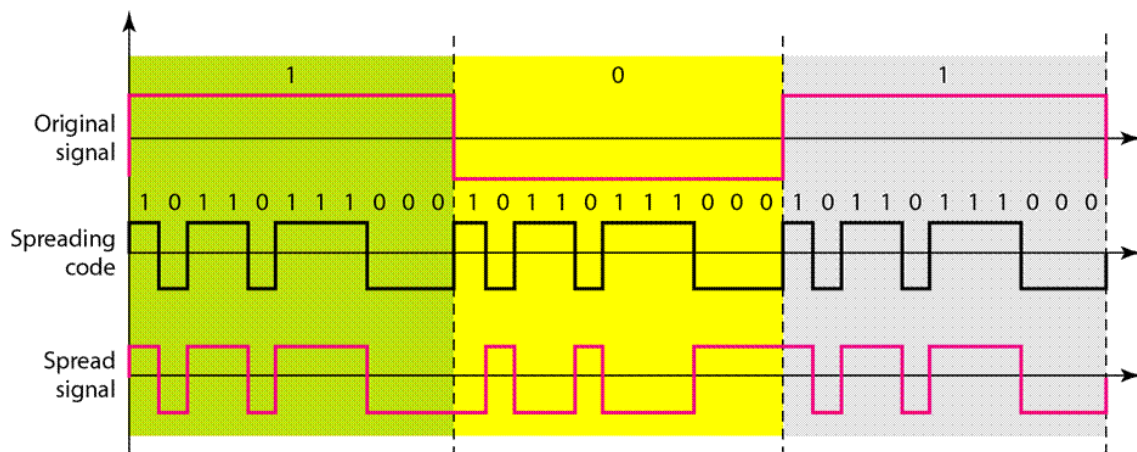 1 0 1
Original
signal
1 0 1 1 0 1 1 1 0 0 0 1 0 1 1 0 1 1 1 0 0 0 1 0 1 1 0 1 1 1 0 0 0
Spreading
code
Spread
signal